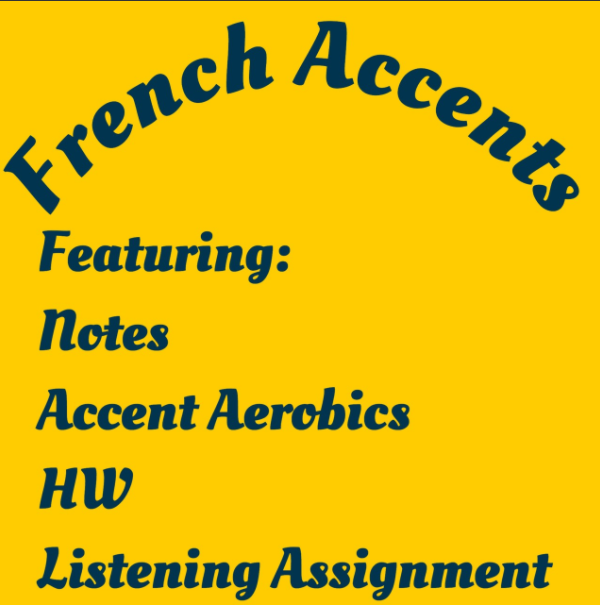 French Accents
Featuring:
Notes
Accent Aerobics
HW
Listening Assignment